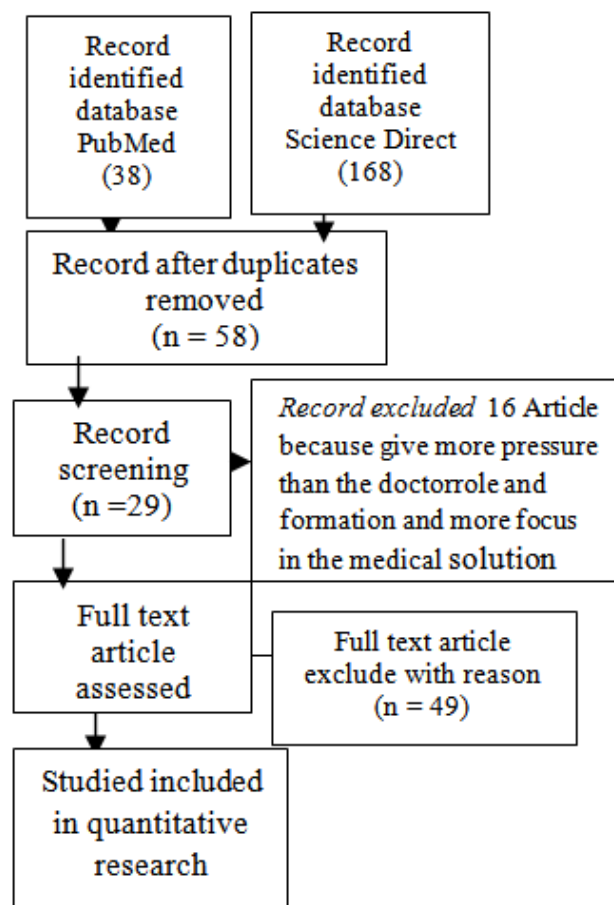 Record
identified
database
PubMed
(38)
Record
identified
database
Science Direct
(168)
Record after duplicates
removed
(n = 58)
Record
screening
(n =29)
Record excluded 16 Article
because give more pressure
than the doctorrole and
formation and more focus
in the medical solution
Full text
article
assessed
Full text article
exclude with reason
(n = 49)
Studied included
in quantitative
research